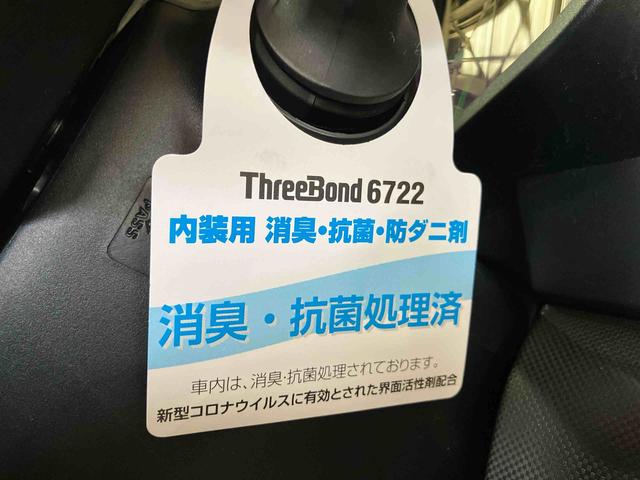 ThreeBond 6722
内装用 消臭・抗菌・防ダニ剤
消臭・抗菌処理済
車内は、消臭・抗菌処理されております。
新型コロナウイルスに有効とされた界面活性剤配合
PASS